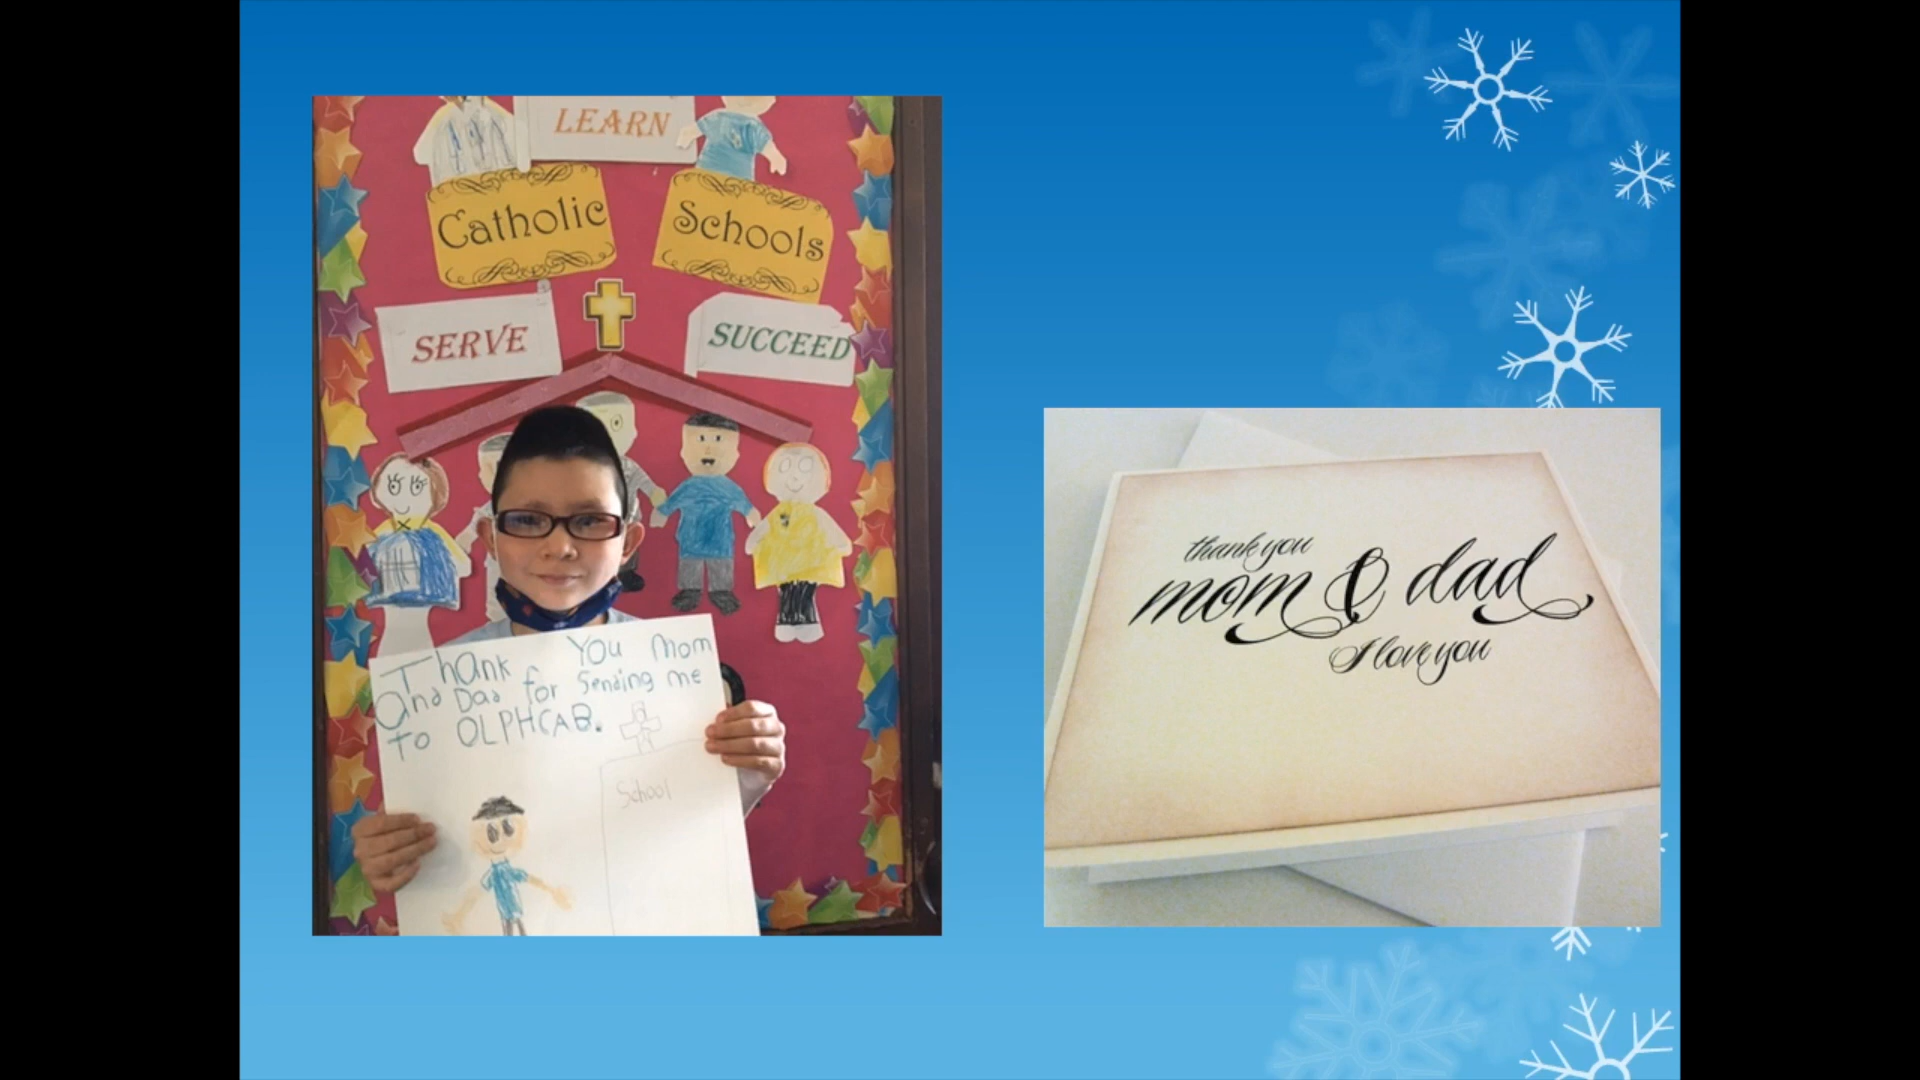 LEARN
Catholic Schools
SERVE SUCCEED
Thank You Mom
and Dad for Sending me
to OLPHCAB.
School
thank you
mom & dad
I love you